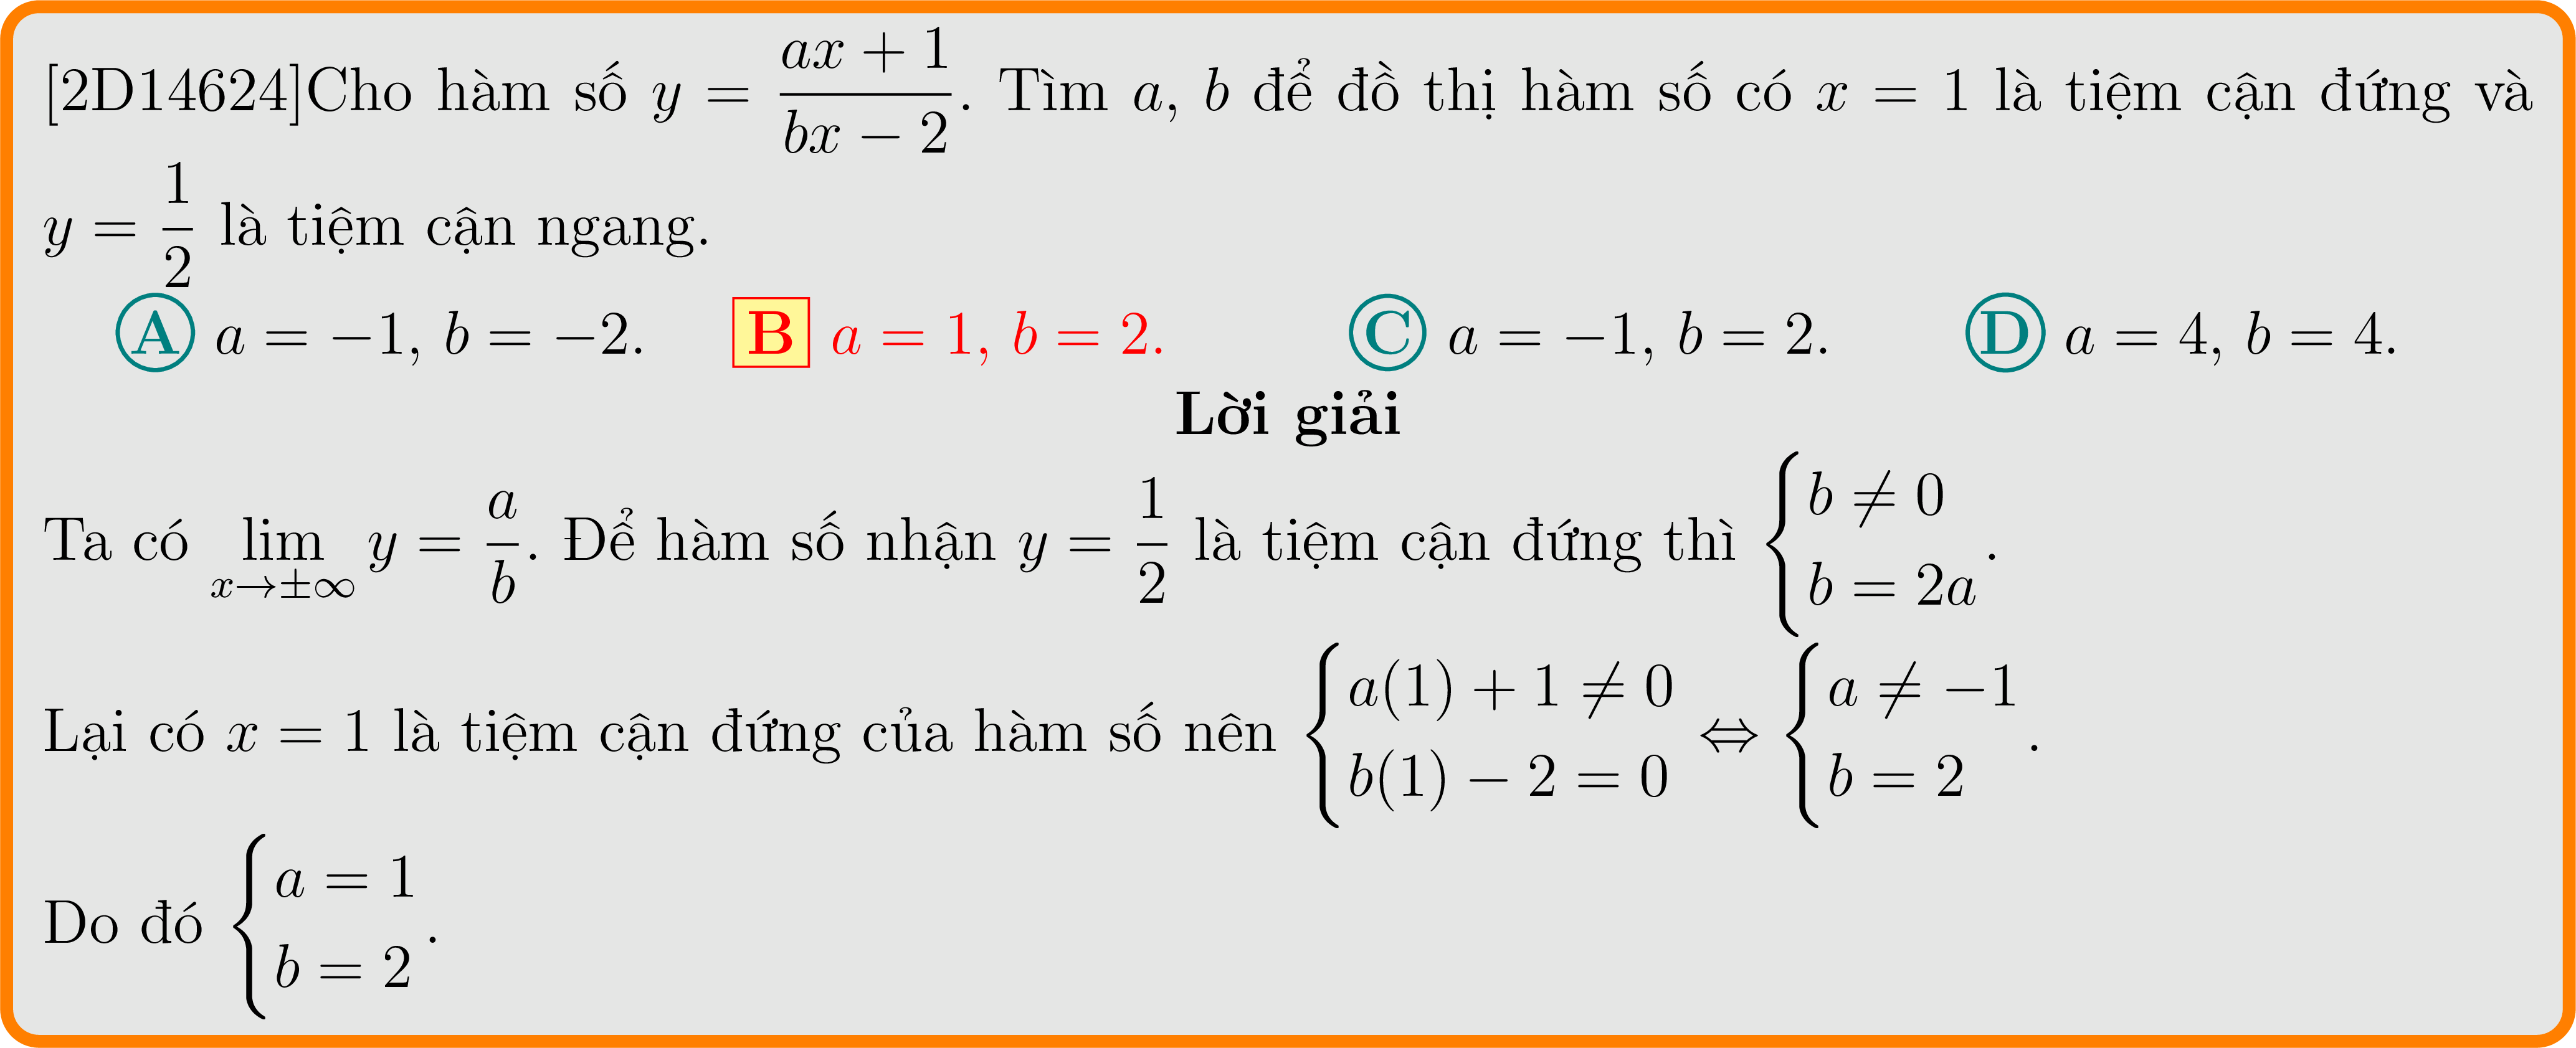 [2D14624]Cho hàm số $y = \dfrac{ax + 1}{bx - 2}$. Tìm $a$, $b$ để đồ thị hàm số có $x = 1$ là tiệm cận đứng và
$y = \dfrac{1}{2}$ là tiệm cận ngang.
A $a = -1, b = -2$. B $a = 1, b = 2$. C $a = -1, b = 2$. D $a = 4, b = 4$.
Lời giải
Ta có $\lim\limits_{x \to \pm\infty} y = \dfrac{a}{b}$. Để hàm số nhận $y = \dfrac{1}{2}$ là tiệm cận đứng thì $\begin{cases} b \neq 0 \\ b = 2a \end{cases}$.
Lại có $x = 1$ là tiệm cận đứng của hàm số nên $\begin{cases} a(1) + 1 \neq 0 \\ b(1) - 2 = 0 \end{cases} \Leftrightarrow \begin{cases} a \neq -1 \\ b = 2 \end{cases}$.
Do đó $\begin{cases} a = 1 \\ b = 2 \end{cases}$.